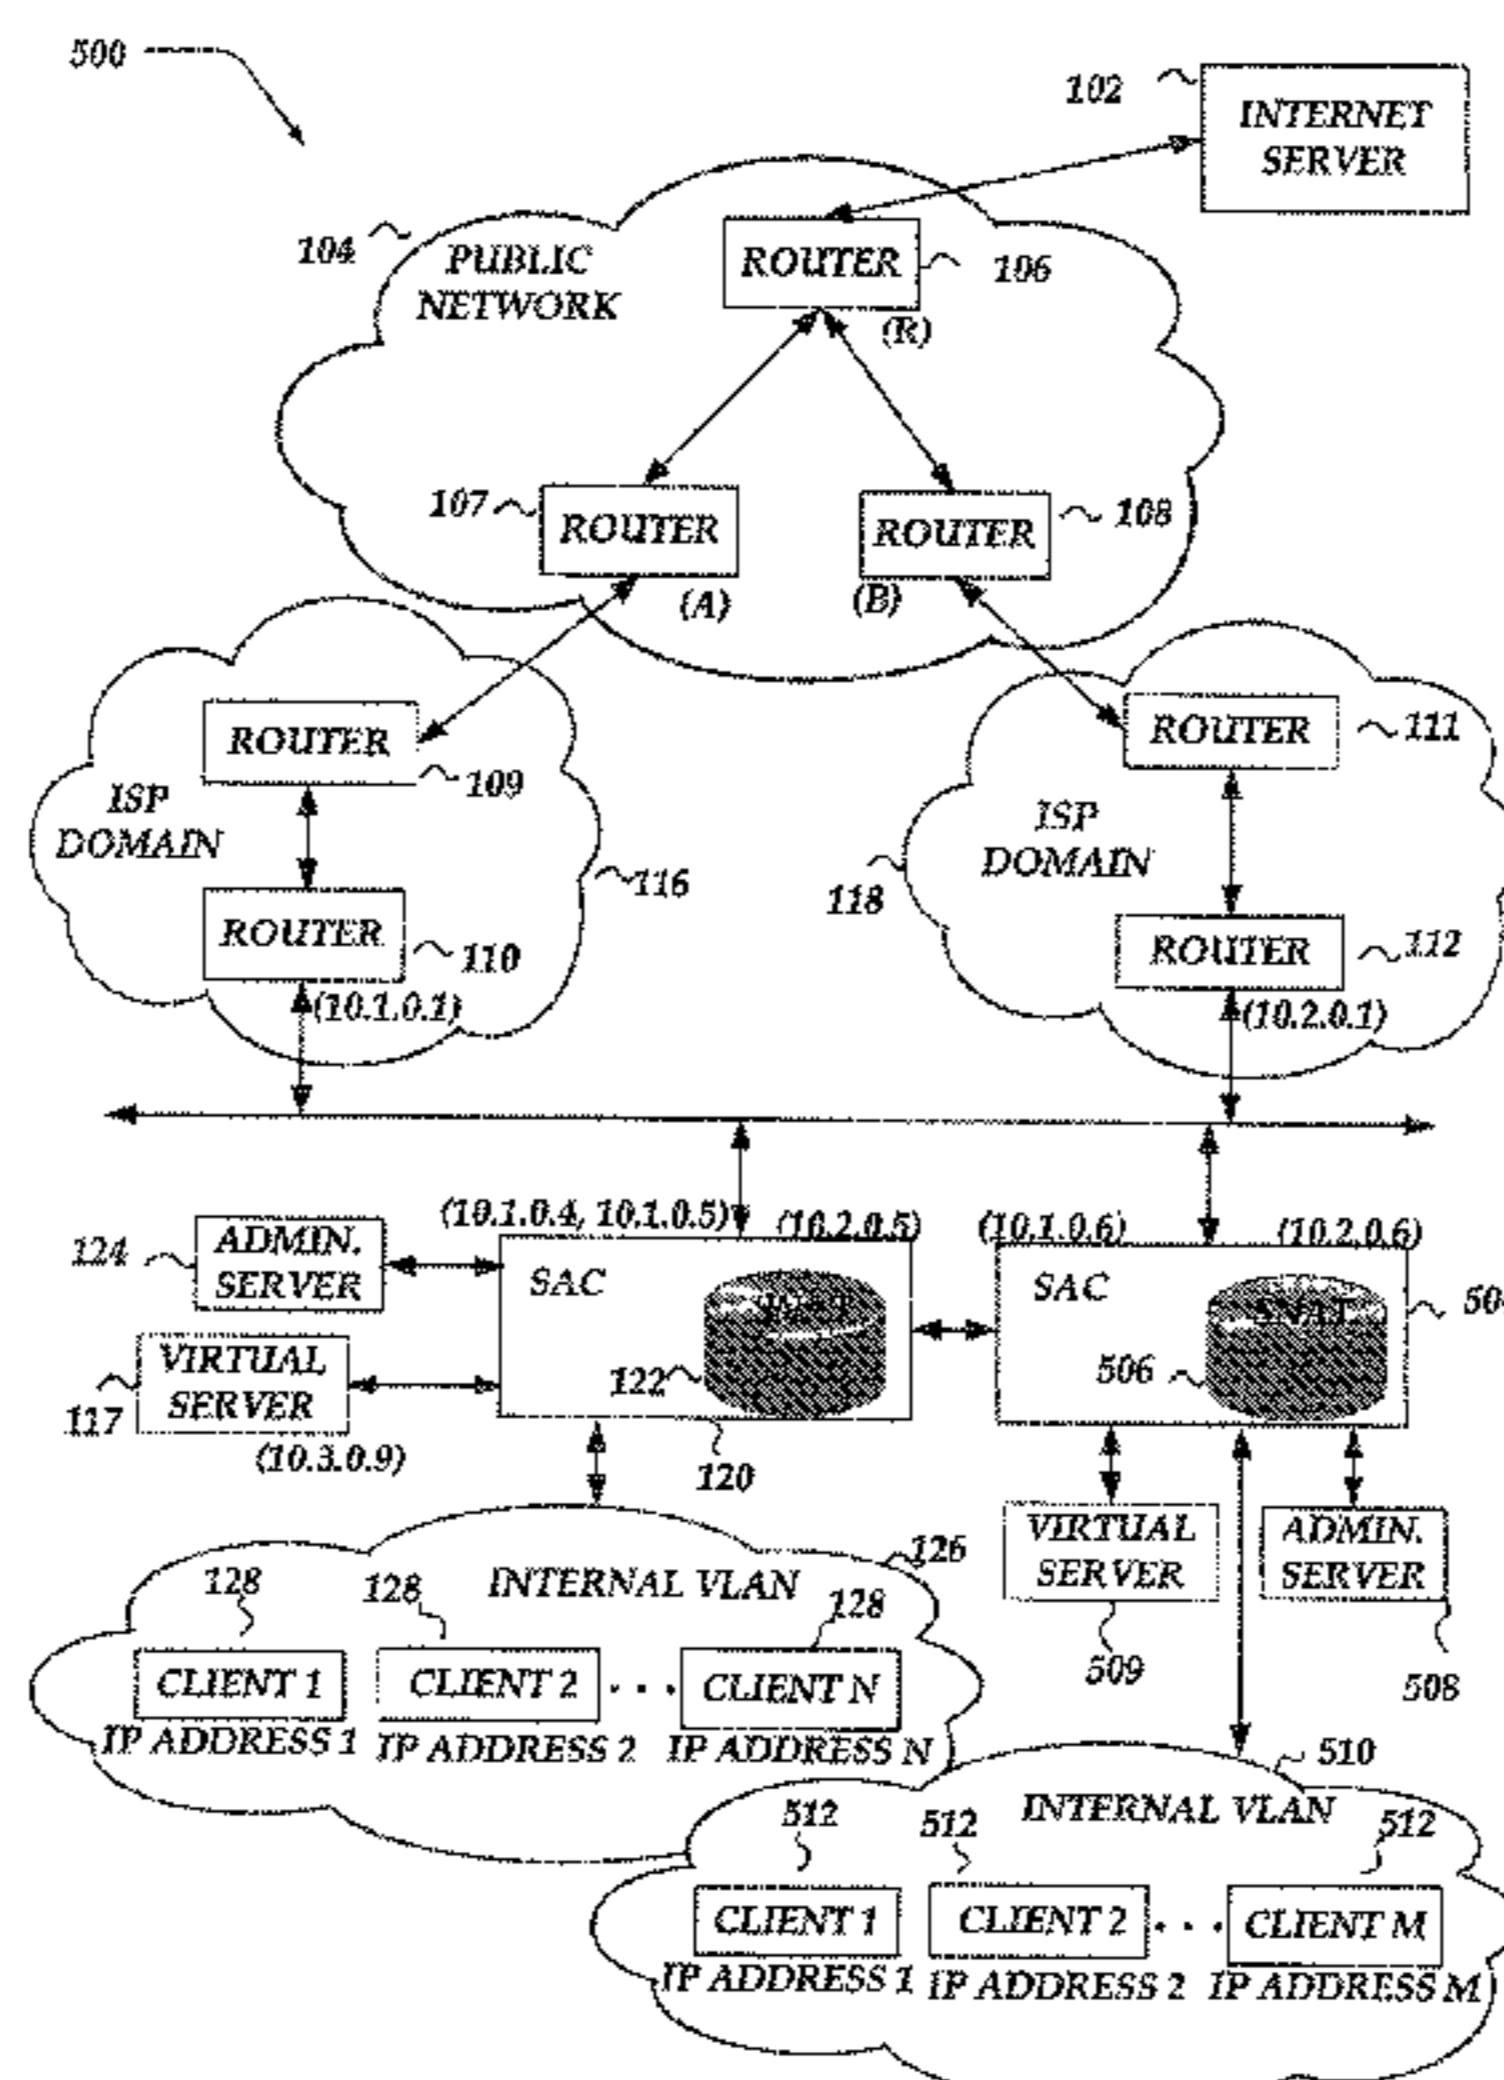 500
102
INTERNET
SERVER
104
PUBLIC
NETWORK
ROUTER
106
(R)
107
ROUTER
(A)
ROUTER
108
(B)
ROUTER
109
ISP
DOMAIN
116
ROUTER
110
(10.1.0.1)
ROUTER
111
ISP
DOMAIN
118
ROUTER
112
(10.2.0.1)
(10.1.0.4, 10.1.0.5)
(10.2.0.5)
(10.1.0.6)
(10.2.0.6)
124
ADMIN.
SERVER
SAC
122
120
VIRTUAL
SERVER
117
(10.3.0.9)
SAC
SNAT
506
VIRTUAL
SERVER
509
ADMIN.
SERVER
508
126
INTERNAL VLAN
128
128
128
CLIENT 1
CLIENT 2
. . .
CLIENT N
IP ADDRESS 1
IP ADDRESS 2
IP ADDRESS N
510
INTERNAL VLAN
512
512
512
CLIENT 1
CLIENT 2
. . .
CLIENT M
IP ADDRESS 1
IP ADDRESS 2
IP ADDRESS M